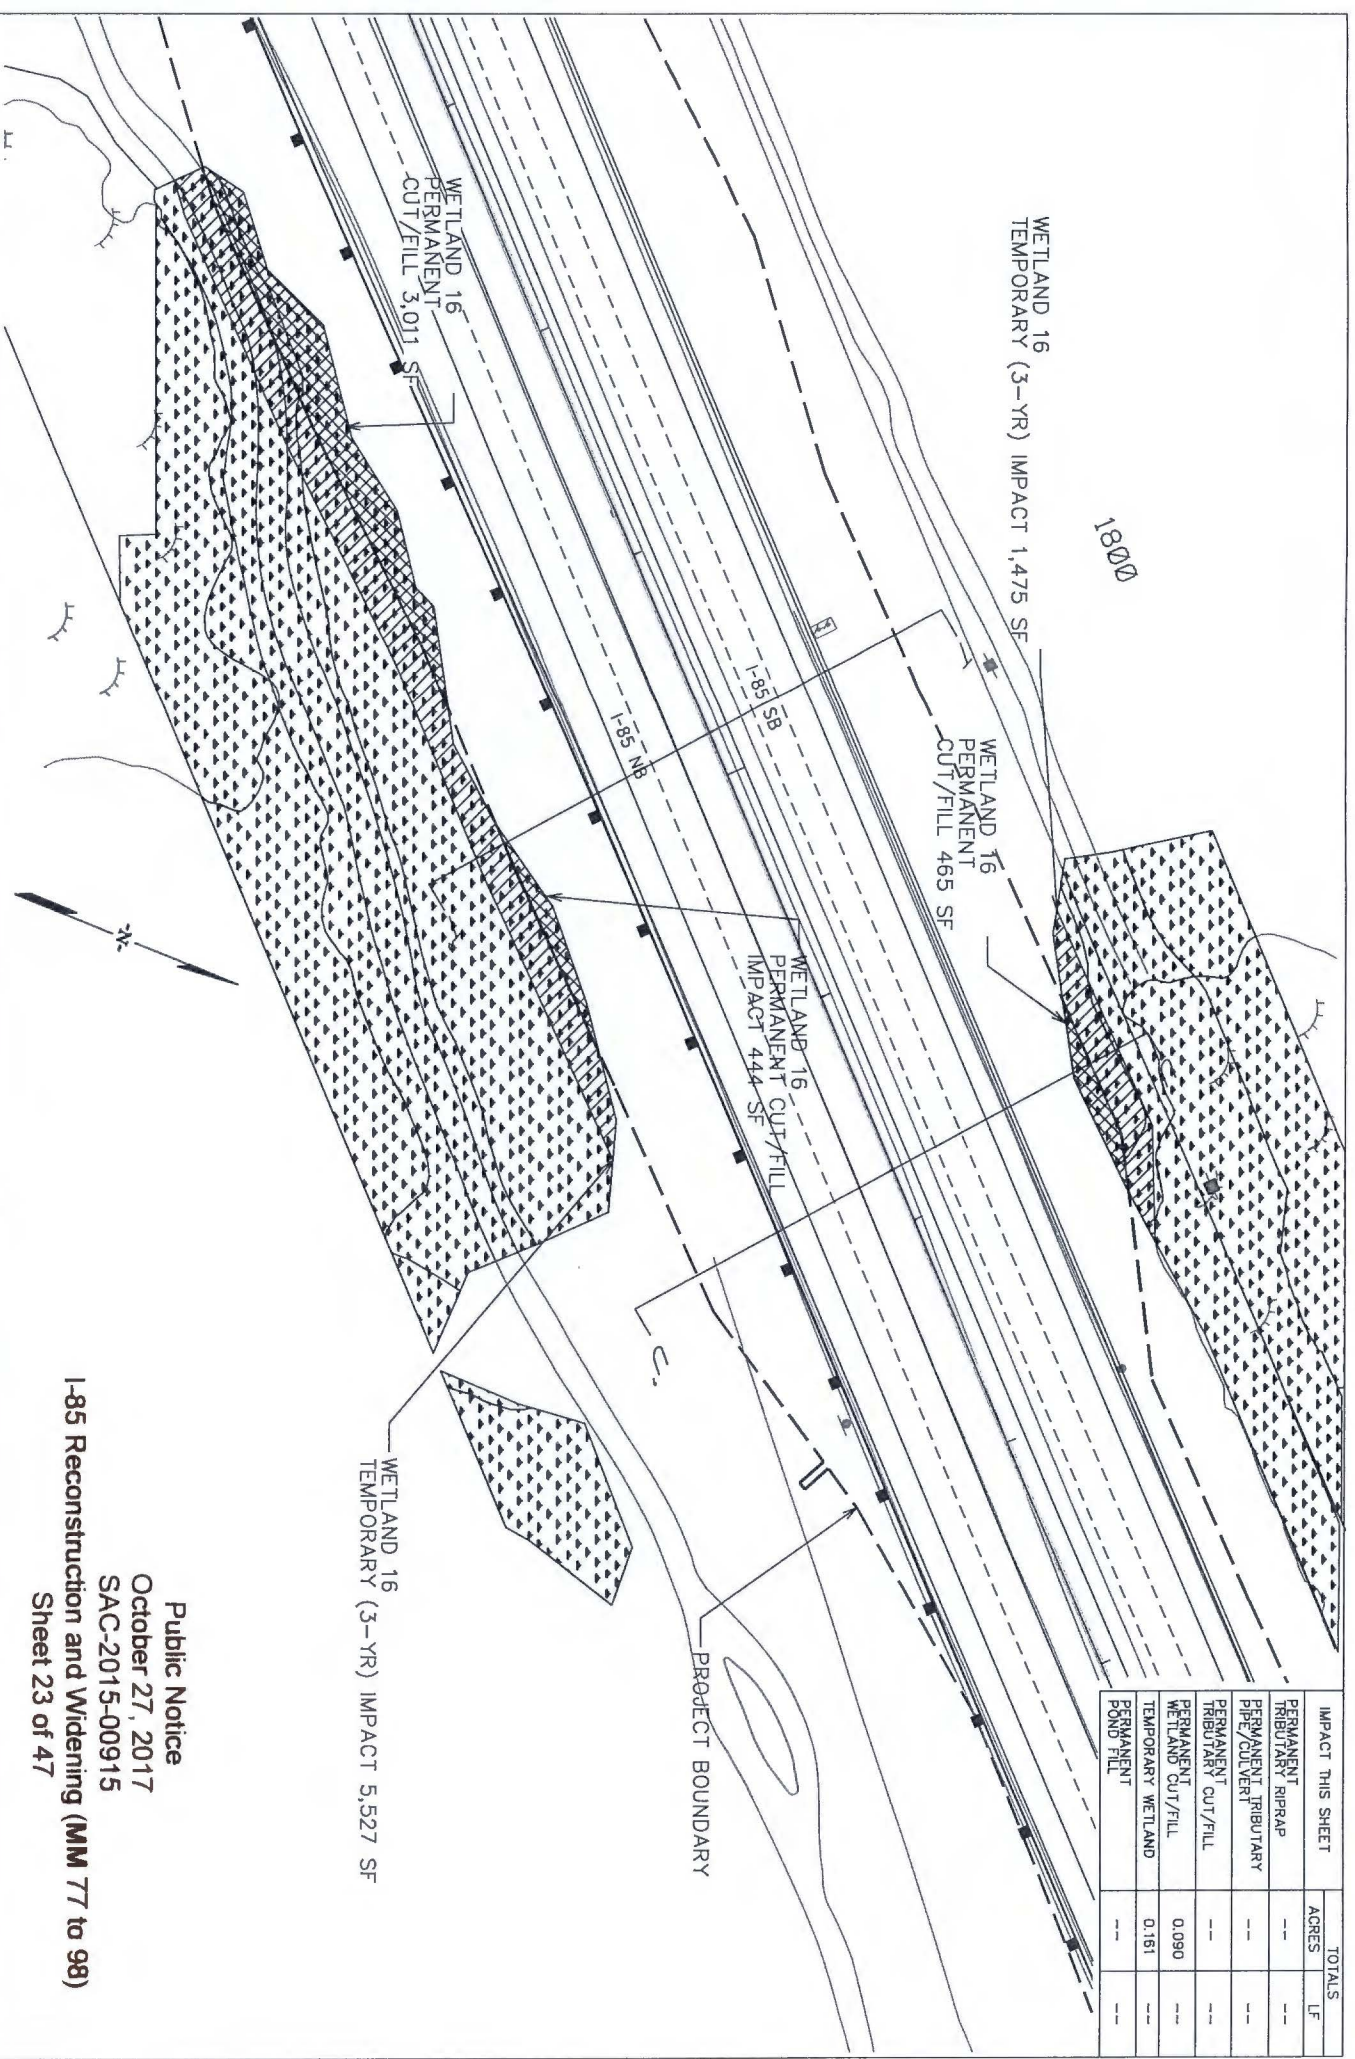 WETLAND 16
TEMPORARY (3-YR) IMPACT 1,475 SF
1800
WETLAND 16
PERMANENT
CUT/FILL 465 SF
WETLAND 16
PERMANENT
CUT/FILL 3,011 SF
I-85 SB
I-85 NB
WETLAND 16
PERMANENT CUT/FILL
IMPACT 444 SF
N
WETLAND 16
TEMPORARY (3-YR) IMPACT 5,527 SF
PROJECT BOUNDARY
IMPACT THIS SHEET TOTALS
ACRES LF
PERMANENT
TRIBUTARY RIPRAP -- --
PERMANENT TRIBUTARY
PIPE/CULVERT -- --
PERMANENT
TRIBUTARY CUT/FILL -- --
PERMANENT
WETLAND CUT/FILL 0.090 --
TEMPORARY WETLAND 0.161 --
PERMANENT
POND FILL -- --
Public Notice
October 27, 2017
SAC-2015-00915
I-85 Reconstruction and Widening (MM 77 to 98)
Sheet 23 of 47